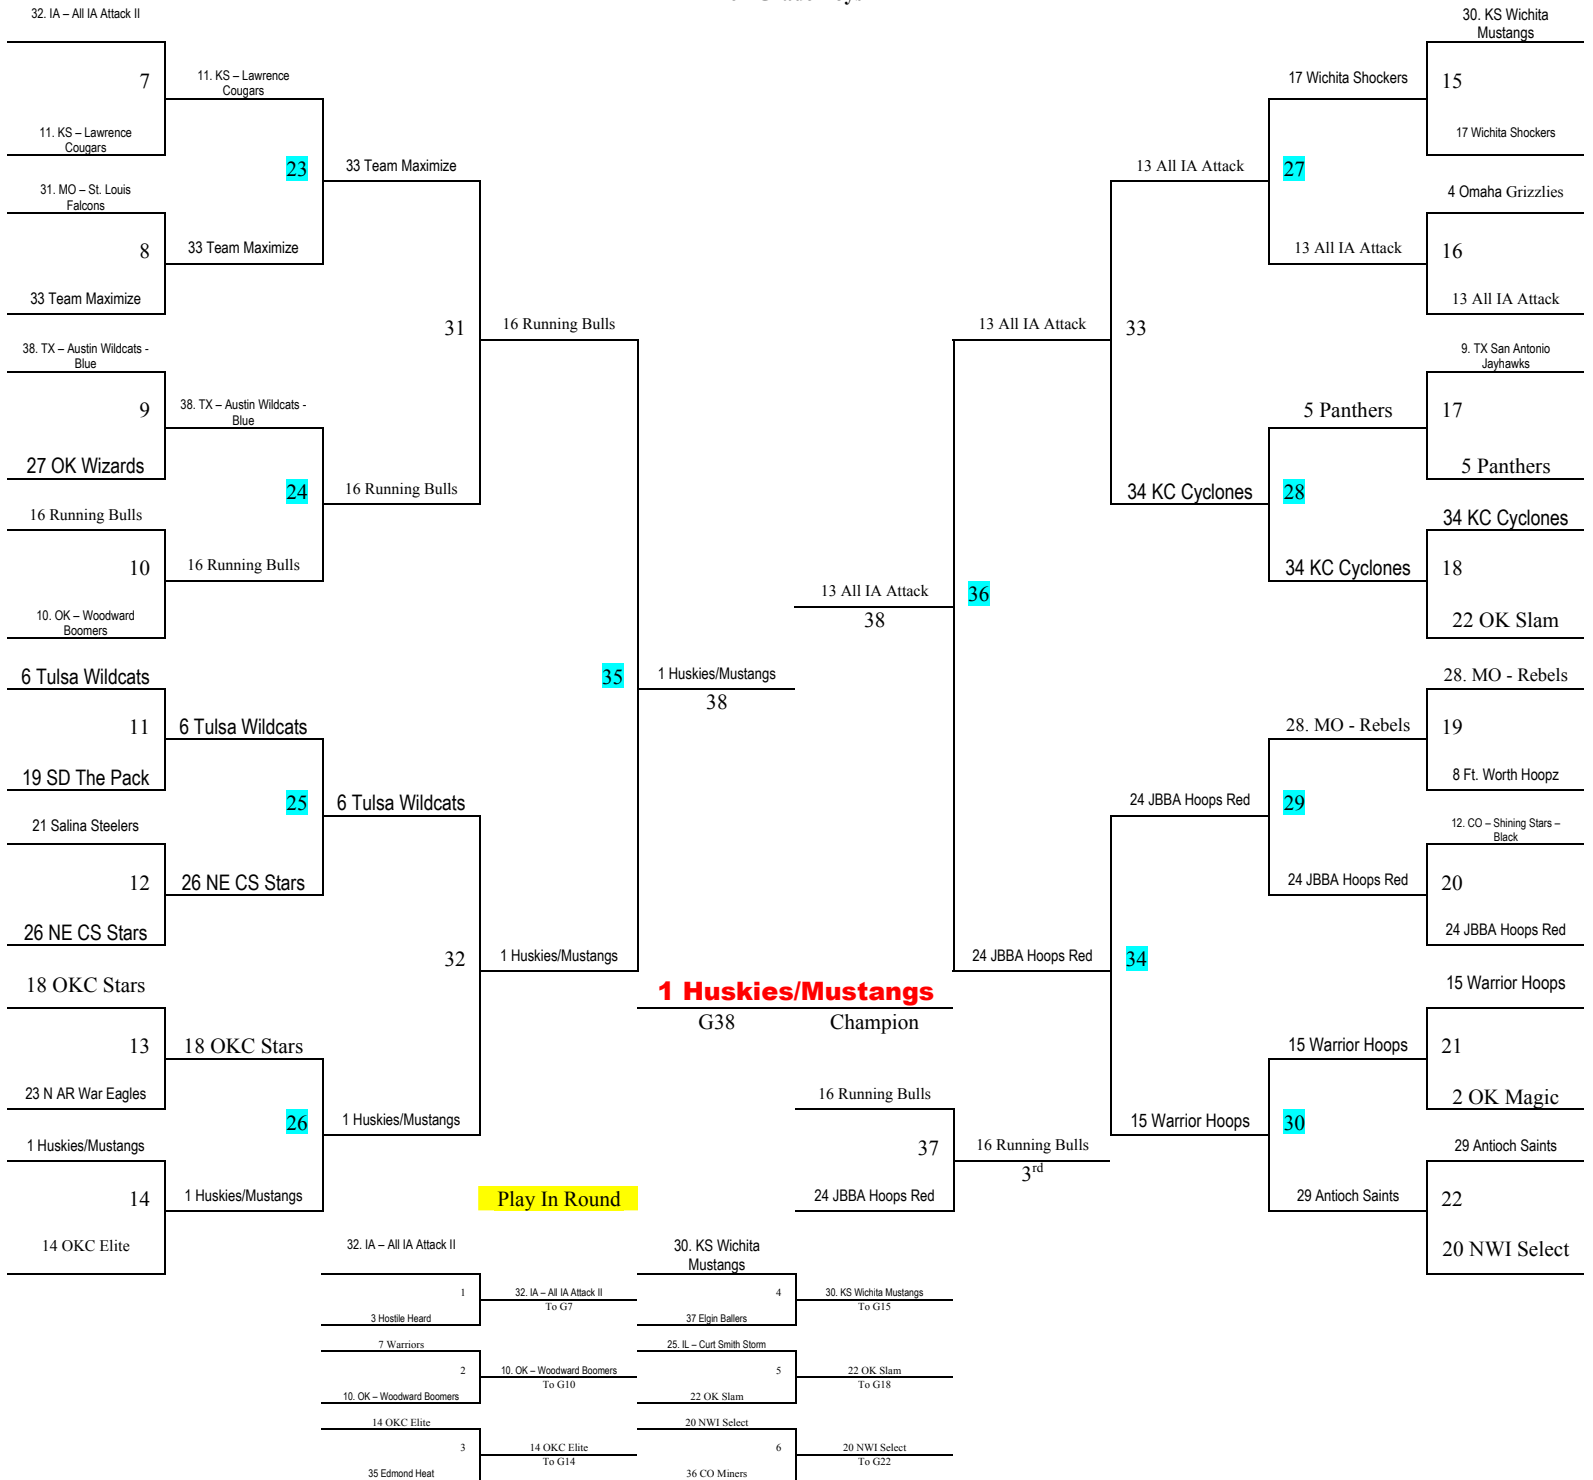 32. IA – All IA Attack II
7
11. KS – Lawrence
Cougars
11. KS – Lawrence
Cougars
23
33 Team Maximize
31. MO – St. Louis
Falcons
8
33 Team Maximize
33 Team Maximize
31
16 Running Bulls
38. TX – Austin Wildcats -
Blue
9
38. TX – Austin Wildcats -
Blue
27 OK Wizards
24
16 Running Bulls
16 Running Bulls
10
16 Running Bulls
10. OK – Woodward
Boomers
35
1 Huskies/Mustangs
38
6 Tulsa Wildcats
11
6 Tulsa Wildcats
19 SD The Pack
25
6 Tulsa Wildcats
21 Salina Steelers
12
26 NE CS Stars
26 NE CS Stars
32
1 Huskies/Mustangs
18 OKC Stars
13
18 OKC Stars
23 N AR War Eagles
26
1 Huskies/Mustangs
1 Huskies/Mustangs
14
1 Huskies/Mustangs
14 OKC Elite
30. KS Wichita
Mustangs
17 Wichita Shockers
15
17 Wichita Shockers
13 All IA Attack
27
4 Omaha Grizzlies
13 All IA Attack
16
13 All IA Attack
13 All IA Attack
33
9. TX San Antonio
Jayhawks
5 Panthers
17
5 Panthers
34 KC Cyclones
28
34 KC Cyclones
34 KC Cyclones
18
22 OK Slam
13 All IA Attack
38
36
28. MO - Rebels
28. MO - Rebels
19
8 Ft. Worth Hoopz
24 JBBA Hoops Red
29
12. CO – Shining Stars –
Black
24 JBBA Hoops Red
20
24 JBBA Hoops Red
24 JBBA Hoops Red
34
15 Warrior Hoops
15 Warrior Hoops
21
2 OK Magic
15 Warrior Hoops
30
29 Antioch Saints
29 Antioch Saints
22
20 NWI Select
1 Huskies/Mustangs
G38 Champion
16 Running Bulls
37
16 Running Bulls
3rd
24 JBBA Hoops Red
Play In Round
32. IA – All IA Attack II
1
32. IA – All IA Attack II
To G7
3 Hostile Heard
7 Warriors
2
10. OK – Woodward Boomers
To G10
10. OK – Woodward Boomers
14 OKC Elite
3
14 OKC Elite
To G14
35 Edmond Heat
30. KS Wichita
Mustangs
4
30. KS Wichita Mustangs
To G15
37 Elgin Ballers
25. IL – Curt Smith Storm
5
22 OK Slam
To G18
22 OK Slam
20 NWI Select
6
20 NWI Select
To G22
36 CO Miners